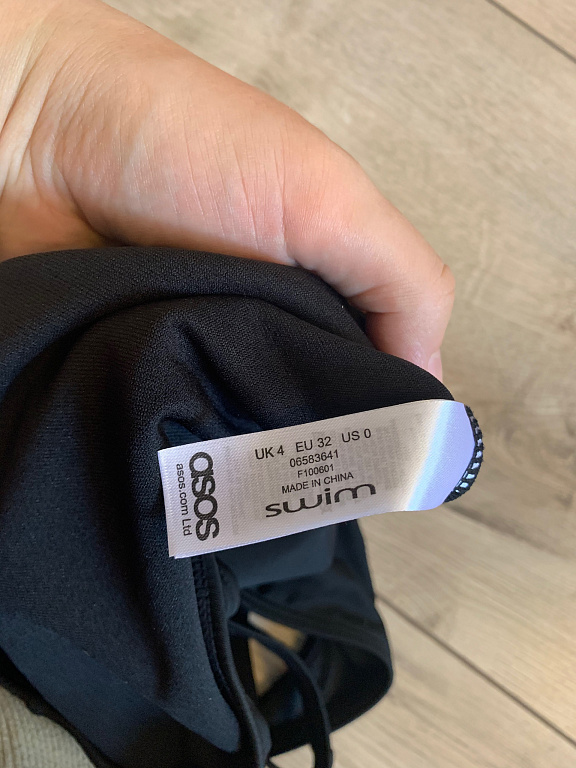 UK 4 EU 32 US 0
06583641
F100601
MADE IN CHINA
swim
asos
asos.com Ltd